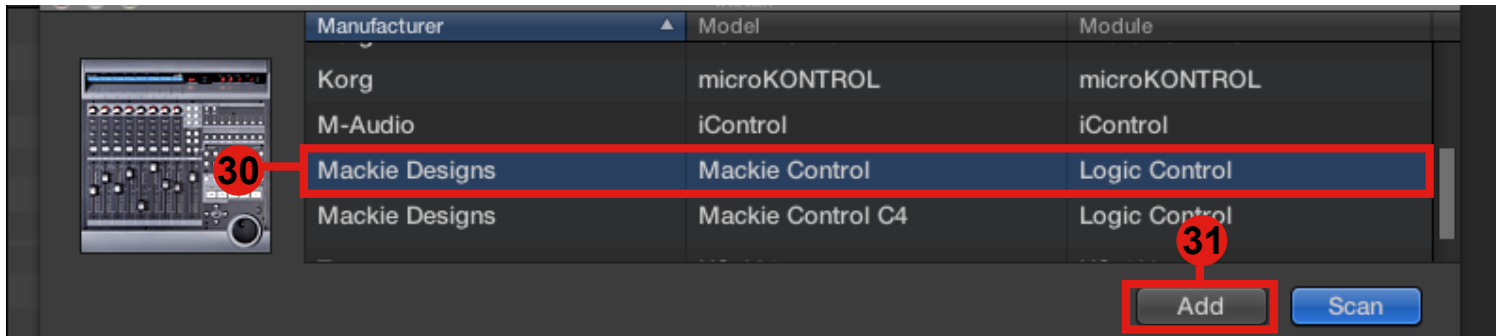 Manufacturer Model Module
Korg microKONTROL microKONTROL
M-Audio iControl iControl
30
Mackie Designs Mackie Control Logic Control
Mackie Designs Mackie Control C4 Logic Control
31
Add Scan